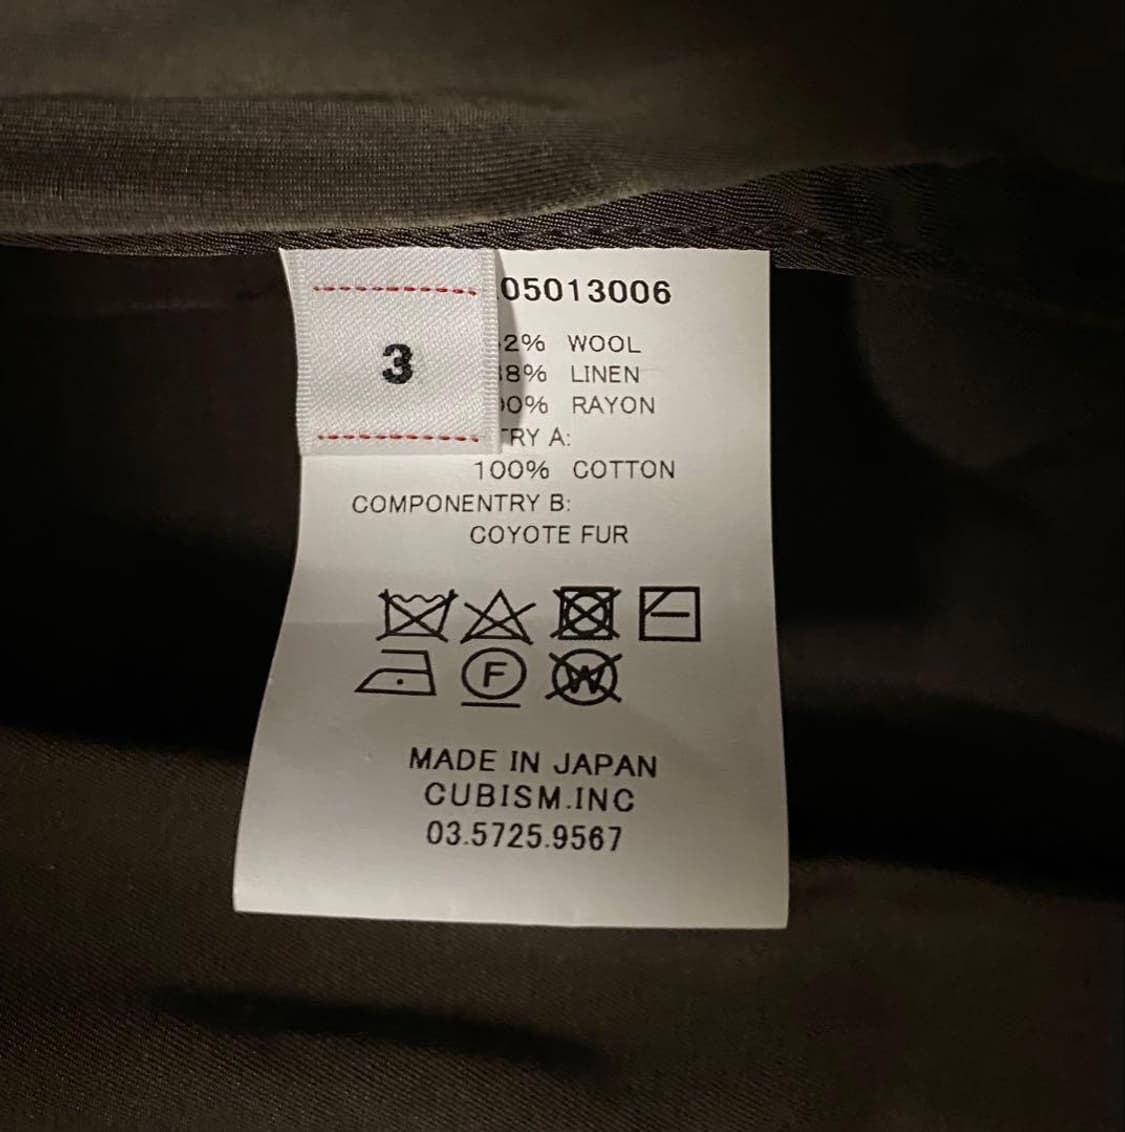 3
05013006
2% WOOL
8% LINEN
0% RAYON
TRY A:
100% COTTON
COMPONENTRY B:
COYOTE FUR
F
W
MADE IN JAPAN
CUBISM.INC
03.5725.9567